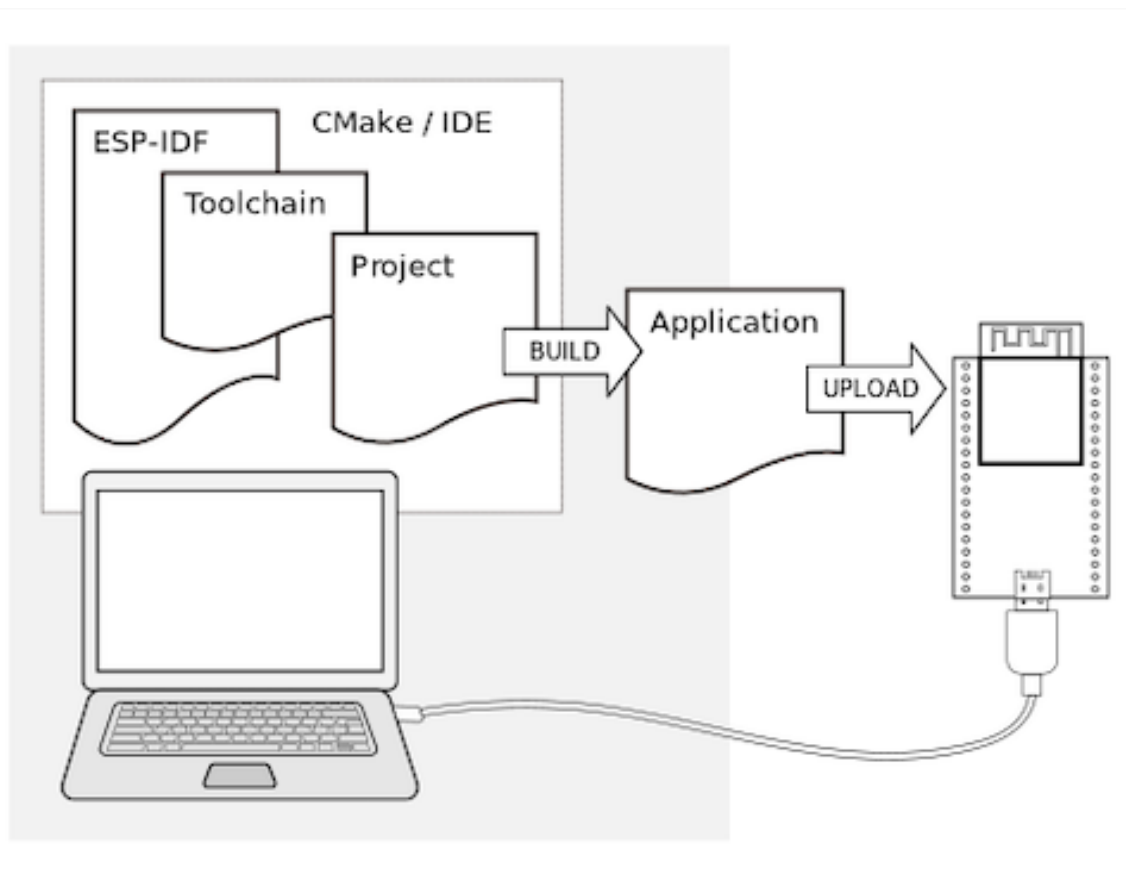 CMake / IDE
ESP-IDF
Toolchain
Project
BUILD
Application
UPLOAD